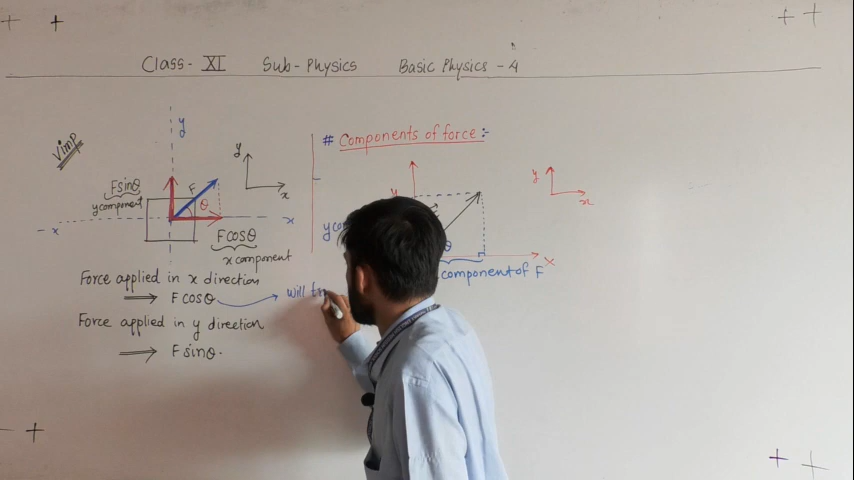 Class- XI Sub-Physics Basic Physics-4
Vimp
y
y
x
Fsinθ
y component
F
θ
- x
x
Fcosθ
x component
Force applied in x direction
⟹ Fcosθ
will
Force applied in y direction
⟹ Fsinθ.
# Components of force:-
y
y
x
x
θ
component of F